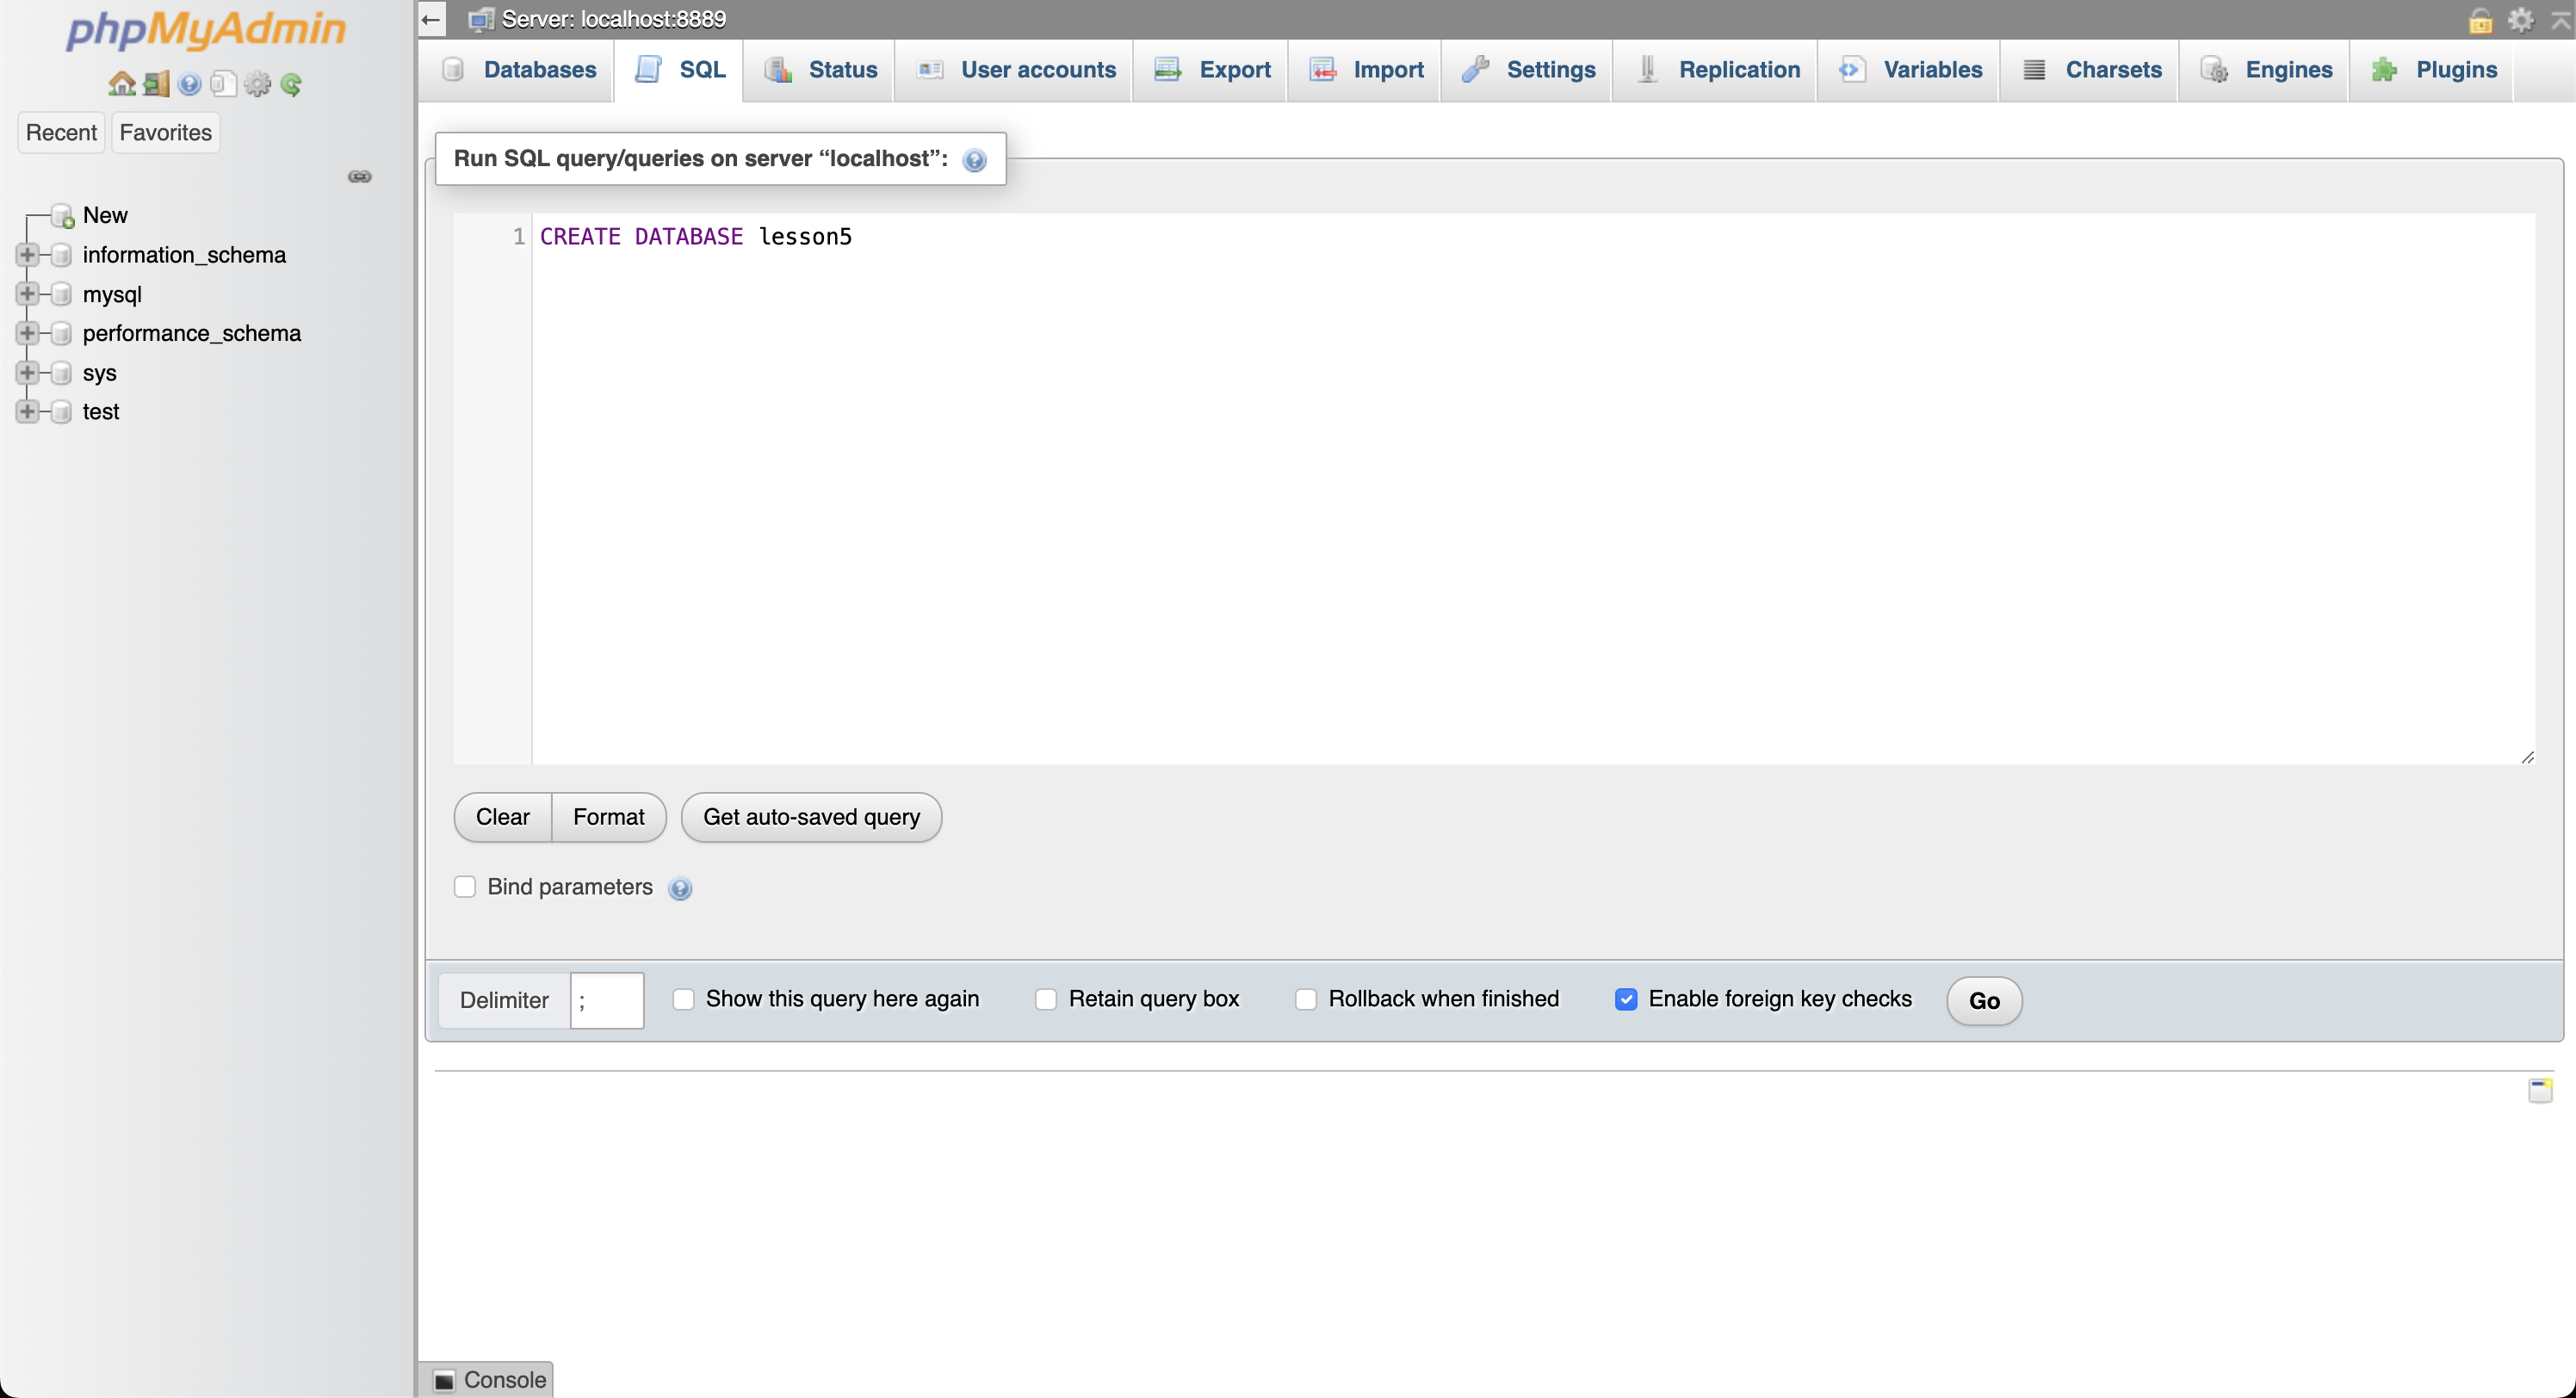 phpMyAdmin
Recent Favorites
New
information_schema
mysql
performance_schema
sys
test
Server: localhost:8889
Databases SQL Status User accounts Export Import Settings Replication Variables Charsets Engines Plugins
Run SQL query/queries on server “localhost”:
1 CREATE DATABASE lesson5
Clear Format Get auto-saved query
Bind parameters
Delimiter ; Show this query here again Retain query box Rollback when finished Enable foreign key checks Go
Console